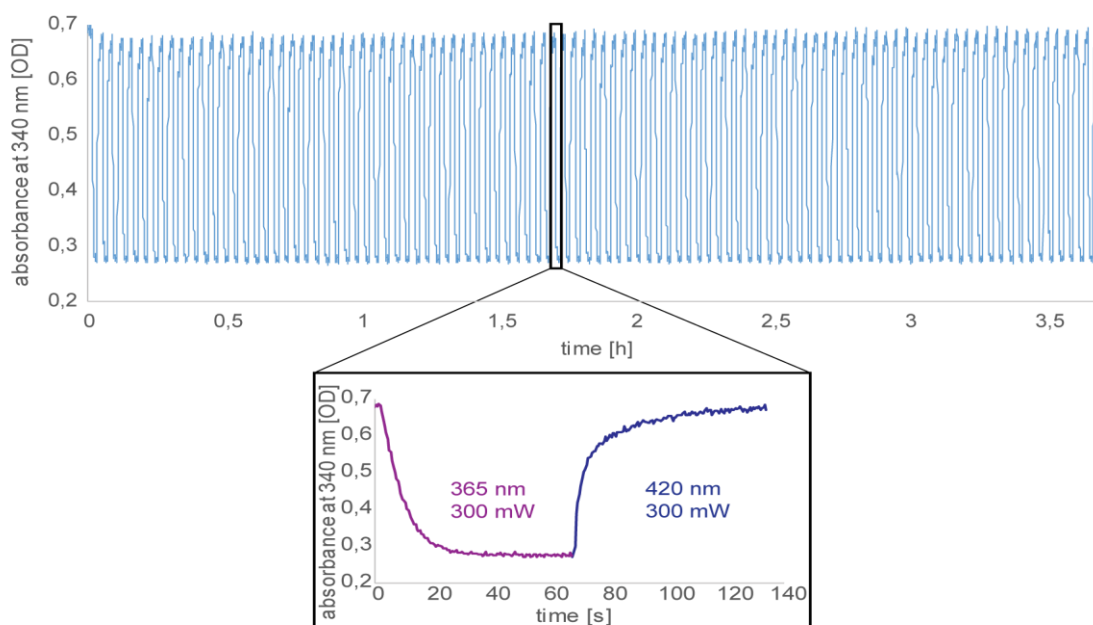 absorbance at 340 nm [OD]
0,7
0,6
0,5
0,4
0,3
0,2
0 0,5 1 1,5 2 2,5 3 3,5
time [h]
absorbance at 340 nm [OD]
0,7
0,6
0,5
0,4
0,3
0,2
365 nm
300 mW
420 nm
300 mW
0 20 40 60 80 100 120 140
time [s]